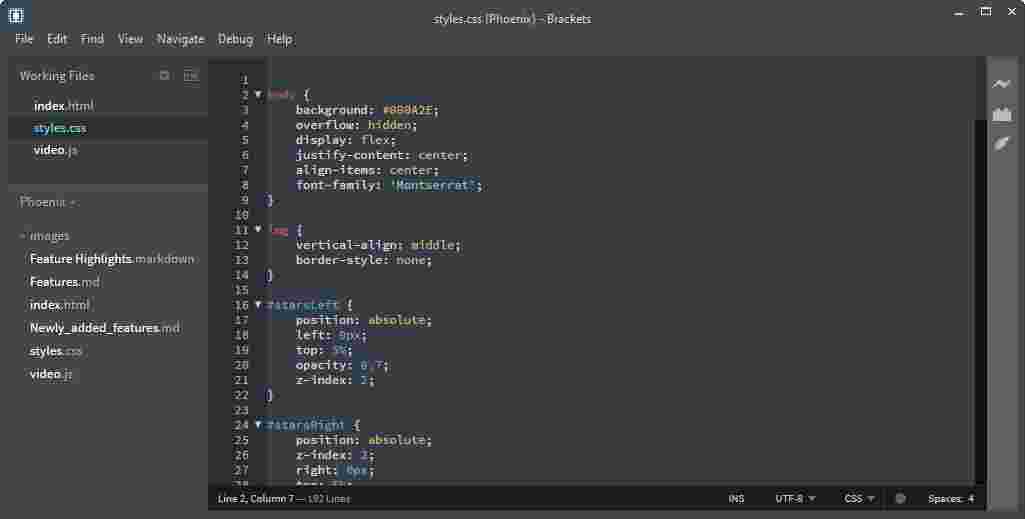 styles.css (Phoenix) - Brackets
File Edit Find View Navigate Debug Help
Working Files
index.html
styles.css
video.js
Phoenix
images
Feature Highlights.markdown
Features.md
index.html
Newly_added_features.md
styles.css
video.js
1
2 body {
3 background: #080A2E;
4 overflow: hidden;
5 display: flex;
6 justify-content: center;
7 align-items: center;
8 font-family: 'Montserrat';
9 }
10
11 img {
12 vertical-align: middle;
13 border-style: none;
14 }
15
16 #starsLeft {
17 position: absolute;
18 left: 0px;
19 top: 5%;
20 opacity: 0.7;
21 z-index: 2;
22 }
23
24 #starsRight {
25 position: absolute;
26 z-index: 2;
27 right: 0px;
28 top: 5%;
Line 2, Column 7 — 192 Lines
INS UTF-8 CSS Spaces: 4